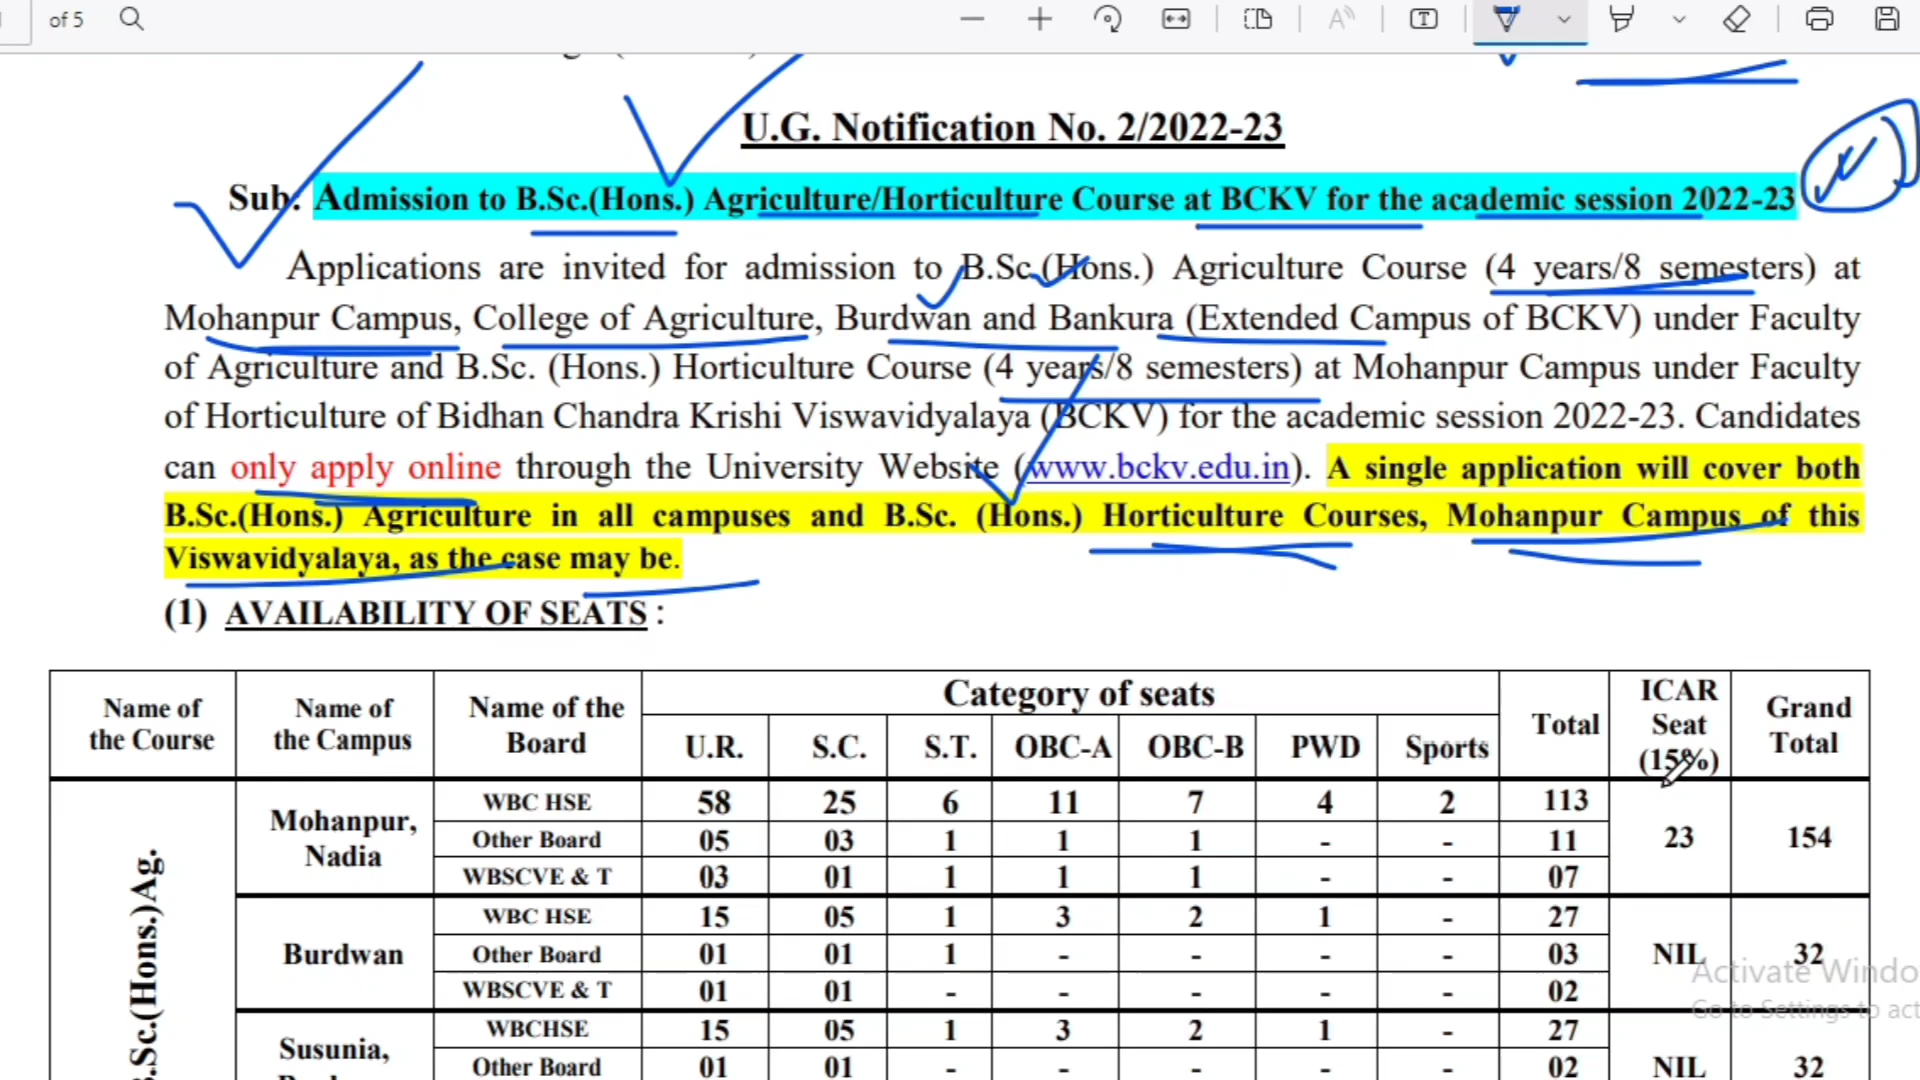 of 5
U.G. Notification No. 2/2022-23
Sub. Admission to B.Sc.(Hons.) Agriculture/Horticulture Course at BCKV for the academic session 2022-23
Applications are invited for admission to B.Sc.(Hons.) Agriculture Course (4 years/8 semesters) at
Mohanpur Campus, College of Agriculture, Burdwan and Bankura (Extended Campus of BCKV) under Faculty
of Agriculture and B.Sc. (Hons.) Horticulture Course (4 years/8 semesters) at Mohanpur Campus under Faculty
of Horticulture of Bidhan Chandra Krishi Viswavidyalaya (BCKV) for the academic session 2022-23. Candidates
can only apply online through the University Website (www.bckv.edu.in). A single application will cover both
B.Sc.(Hons.) Agriculture in all campuses and B.Sc. (Hons.) Horticulture Courses, Mohanpur Campus of this
Viswavidyalaya, as the case may be.
(1) AVAILABILITY OF SEATS :
Name of the Course Name of the Campus Name of the Board Category of seats Total ICAR Seat (15%) Grand Total
U.R. S.C. S.T. OBC-A OBC-B PWD Sports
B.Sc.(Hons.)Ag.
Mohanpur, Nadia
WBC HSE 58 25 6 11 7 4 2 113 23 154
Other Board 05 03 1 1 1 - - 11
WBSCVE & T 03 01 1 1 1 - - 07
Burdwan
WBC HSE 15 05 1 3 2 1 - 27 NIL 32
Other Board 01 01 1 - - - - 03
WBSCVE & T 01 01 - - - - - 02
Susunia,
WBCHSE 15 05 1 3 2 1 - 27 NIL 32
Other Board 01 01 - - - - - 02
Activate Windo
Go to Settings to act